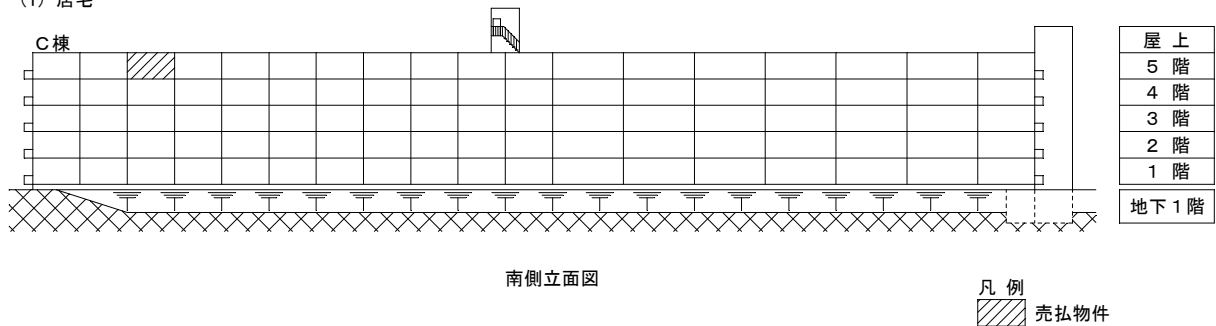 (1) 居宅
C棟
屋 上
5 階
4 階
3 階
2 階
1 階
地下1階
南側立面図
凡 例
売払物件